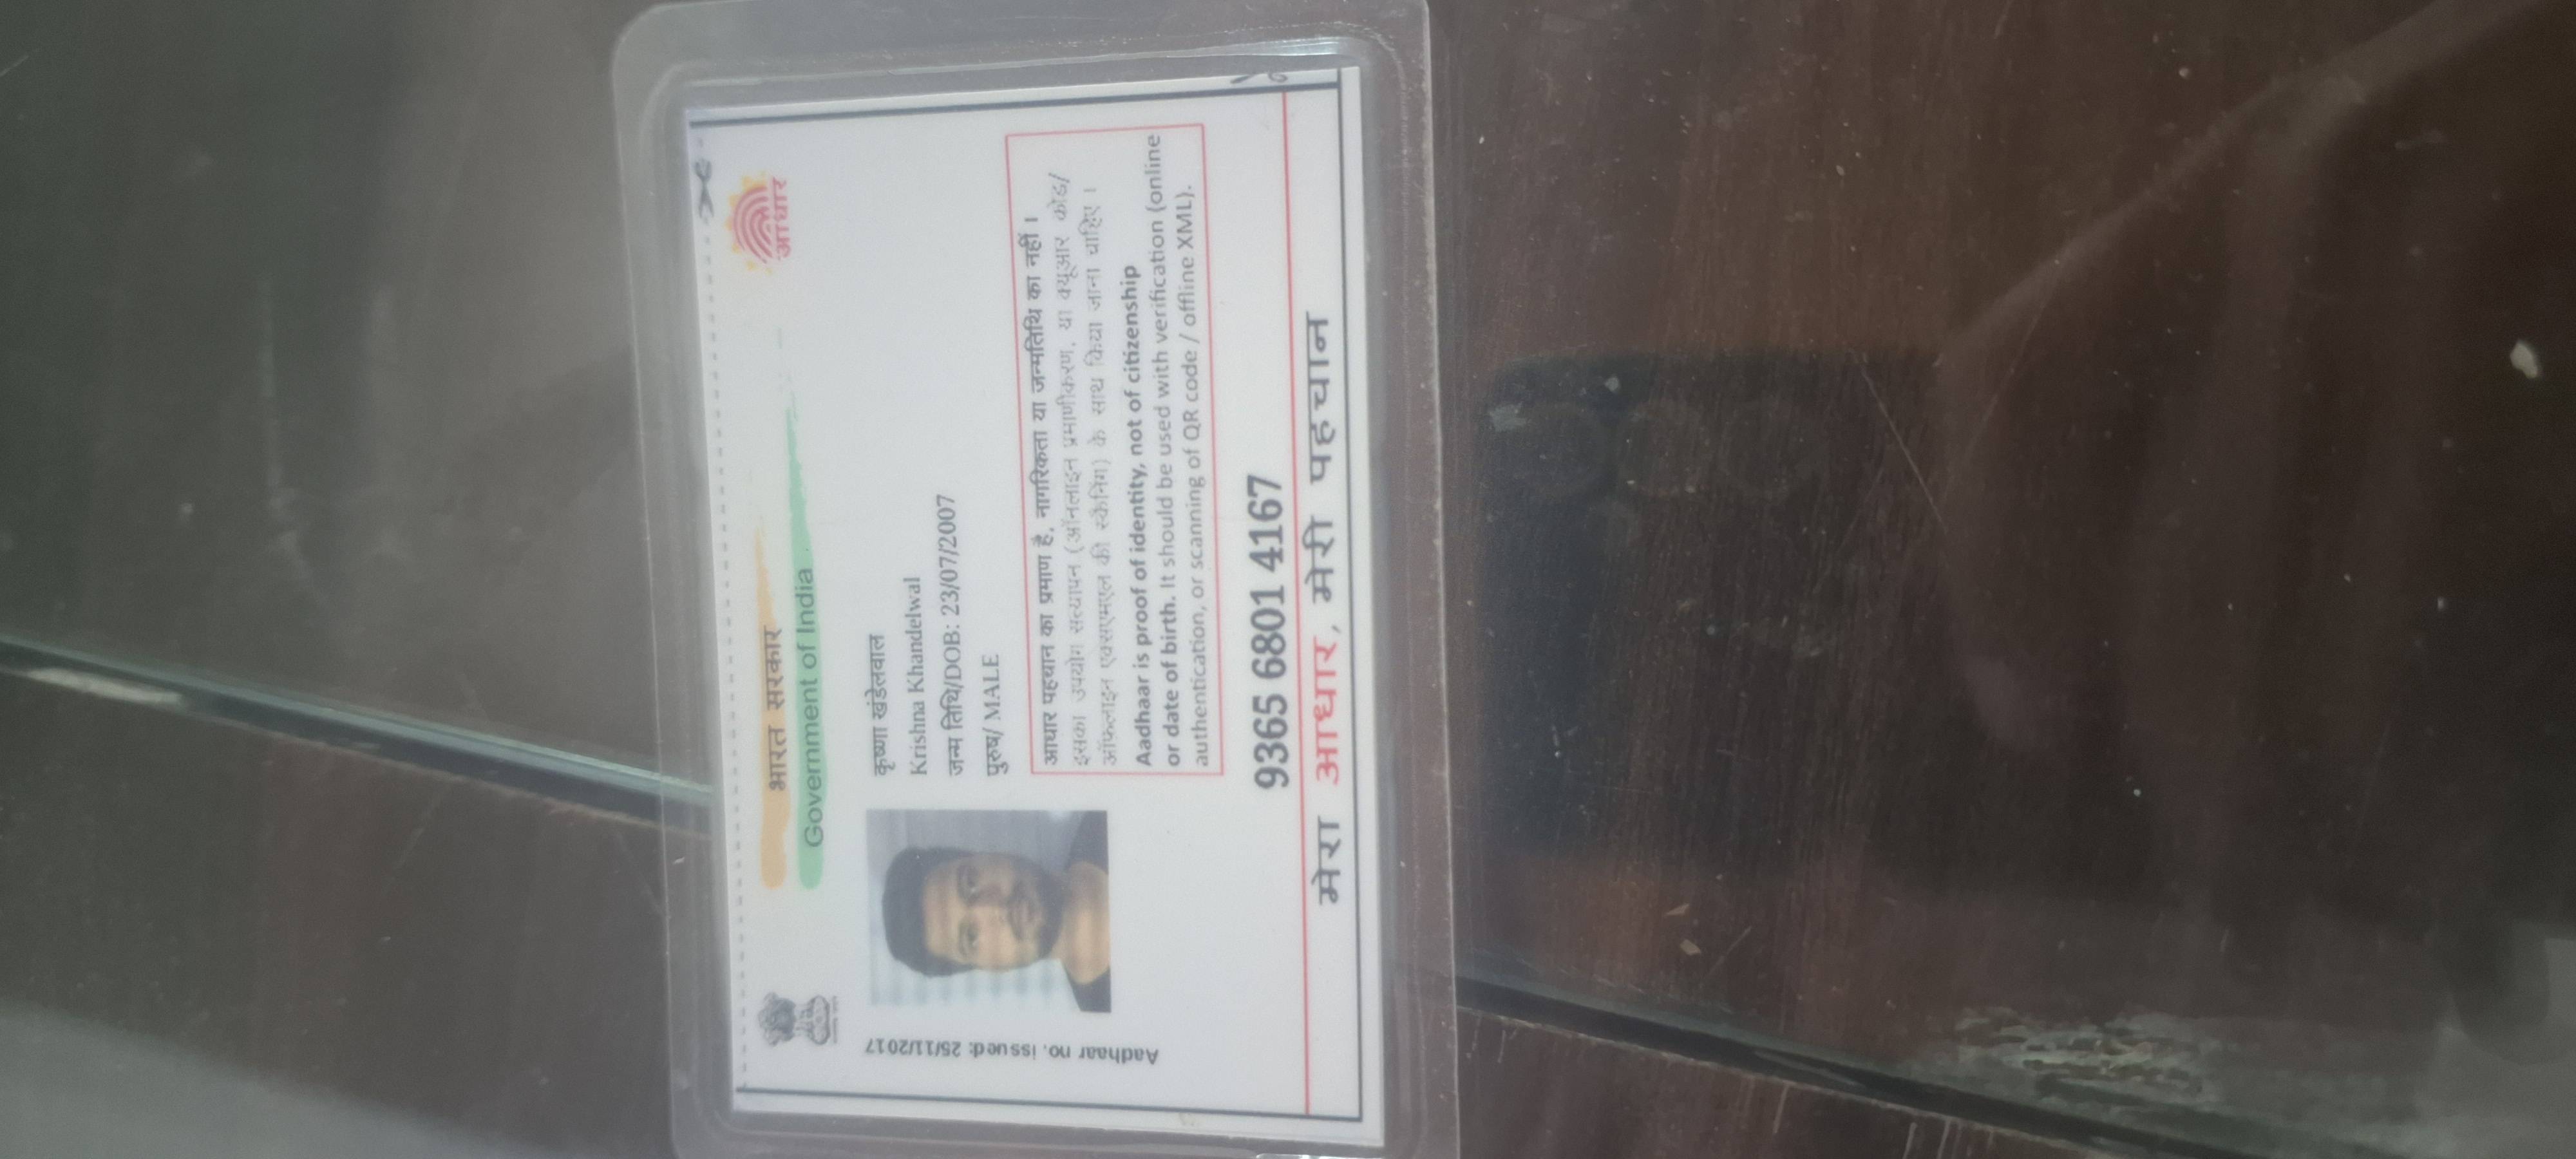 भारत सरकार
Government of India
आधार
Aadhaar no. issued: 25/11/2017
कृष्णा खंडेलवाल
Krishna Khandelwal
जन्म तिथि/DOB: 23/07/2007
पुरुष/ MALE
आधार पहचान का प्रमाण है, नागरिकता या जन्मतिथि का नहीं ।
इसका उपयोग सत्यापन (ऑनलाइन प्रमाणीकरण, या क्यूआर कोड/
ऑफलाइन एक्सएमएल की स्कैनिंग) के साथ किया जाना चाहिए ।
Aadhaar is proof of identity, not of citizenship
or date of birth. It should be used with verification (online
authentication, or scanning of QR code / offline XML).
9365 6801 4167
मेरा आधार, मेरी पहचान